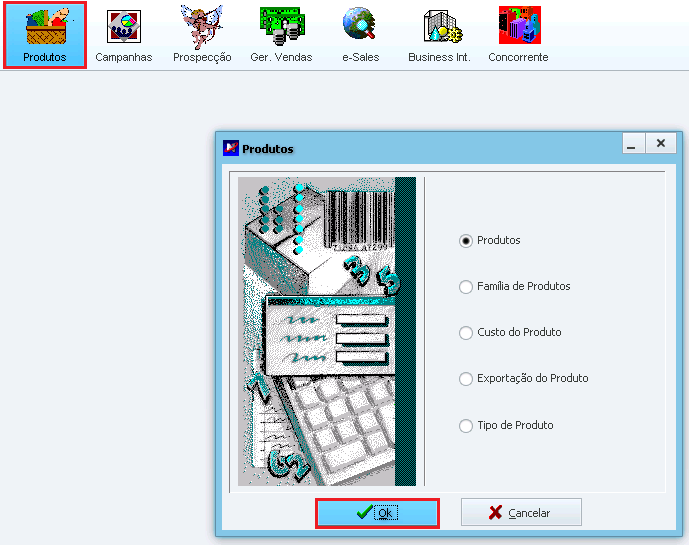 Produtos Campanhas Prospecção Ger. Vendas e-Sales Business Int. Concorrente
Produtos
Produtos
Família de Produtos
Custo do Produto
Exportação do Produto
Tipo de Produto
Ok Cancelar